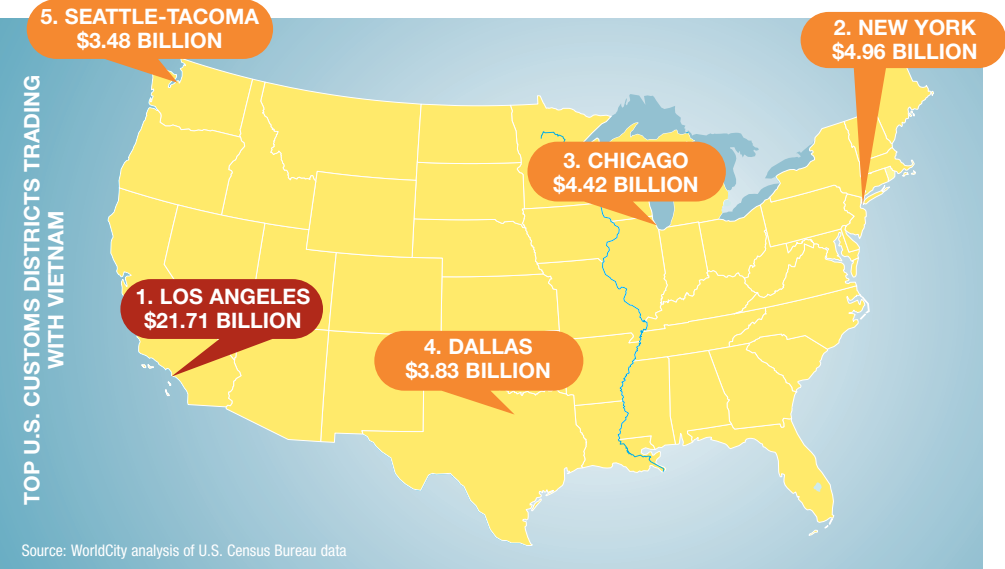 TOP U.S. CUSTOMS DISTRICTS TRADING
WITH VIETNAM
5. SEATTLE-TACOMA
$3.48 BILLION
2. NEW YORK
$4.96 BILLION
3. CHICAGO
$4.42 BILLION
1. LOS ANGELES
$21.71 BILLION
4. DALLAS
$3.83 BILLION
Source: WorldCity analysis of U.S. Census Bureau data